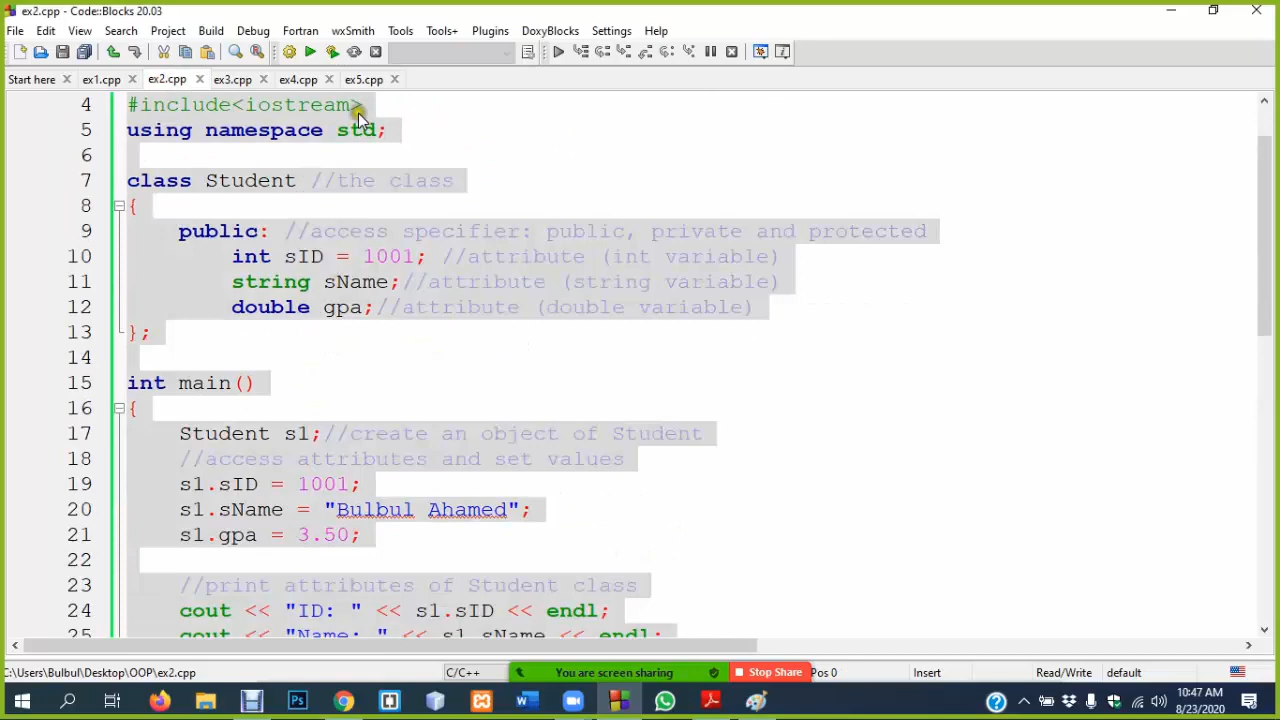 ex2.cpp - Code::Blocks 20.03
File Edit View Search Project Build Debug Fortran wxSmith Tools Tools+ Plugins DoxyBlocks Settings Help
Start here ex1.cpp ex2.cpp ex3.cpp ex4.cpp ex5.cpp
4 #include<iostream>
5 using namespace std;
6
7 class Student //the class
8 {
9 public: //access specifier: public, private and protected
10 int sID = 1001; //attribute (int variable)
11 string sName;//attribute (string variable)
12 double gpa;//attribute (double variable)
13 };
14
15 int main()
16 {
17 Student s1;//create an object of Student
18 //access attributes and set values
19 s1.sID = 1001;
20 s1.sName = "Bulbul Ahamed";
21 s1.gpa = 3.50;
22
23 //print attributes of Student class
24 cout << "ID: " << s1.sID << endl;
25 cout << "Name: " << s1.sName << endl;
C:\Users\Bulbul\Desktop\OOP\ex2.cpp C/C++ You are screen sharing Stop Share Pos 0 Insert Read/Write default
10:47 AM
8/23/2020